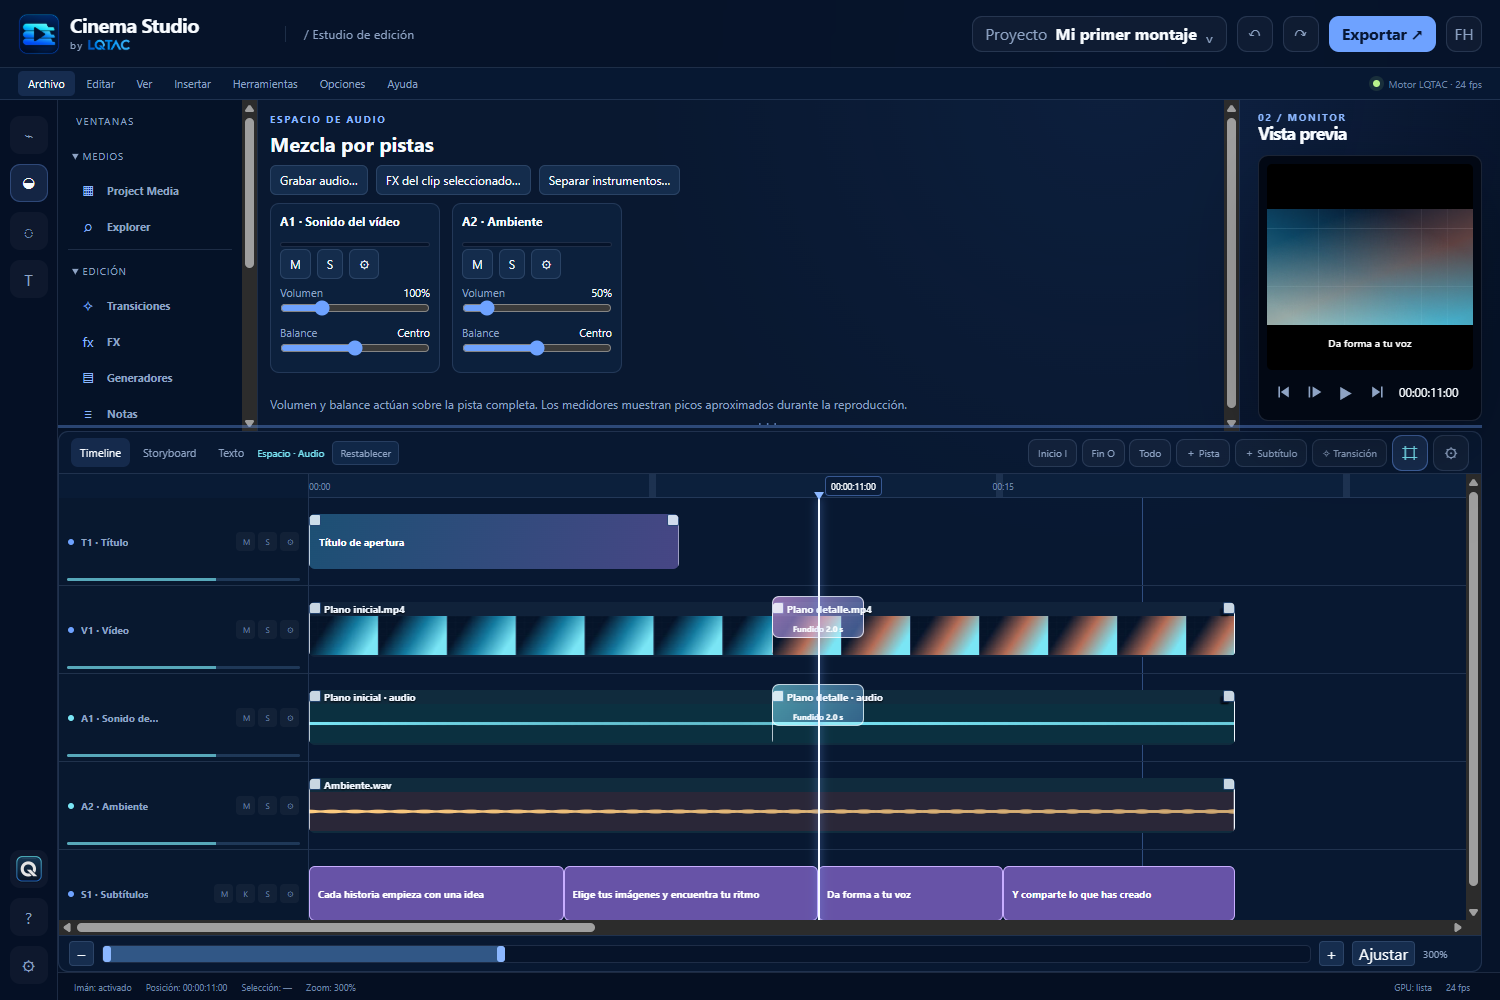 Cinema Studio
by LQTAC
/ Estudio de edición
Proyecto Mi primer montaje
Exportar ↗
FH
Archivo Editar Ver Insertar Herramientas Opciones Ayuda
Motor LQTAC · 24 fps
VENTANAS
▾ MEDIOS
Project Media
Explorer
▾ EDICIÓN
Transiciones
fx FX
Generadores
Notas
T
ESPACIO DE AUDIO
Mezcla por pistas
Grabar audio... FX del clip seleccionado... Separar instrumentos...
A1 · Sonido del vídeo
M S
Volumen 100%
Balance Centro
A2 · Ambiente
M S
Volumen 50%
Balance Centro
Volumen y balance actúan sobre la pista completa. Los medidores muestran picos aproximados durante la reproducción.
02 / MONITOR
Vista previa
Da forma a tu voz
00:00:11:00
Timeline Storyboard Texto Espacio · Audio Restablecer
Inicio I Fin O Todo + Pista + Subtítulo Transición
00:00 00:00:11:00 00:15
T1 · Título M S
Título de apertura
V1 · Vídeo M S
Plano inicial.mp4
Plano detalle.mp4
Fundido 2.0 s
A1 · Sonido de... M S
Plano inicial · audio
Plano detalle · audio
Fundido 2.0 s
A2 · Ambiente M S
Ambiente.wav
S1 · Subtítulos M K S
Cada historia empieza con una idea
Elige tus imágenes y encuentra tu ritmo
Da forma a tu voz
Y comparte lo que has creado
Q
?
− + Ajustar 300%
Imán: activado Posición: 00:00:11:00 Selección: — Zoom: 300%
GPU: lista 24 fps